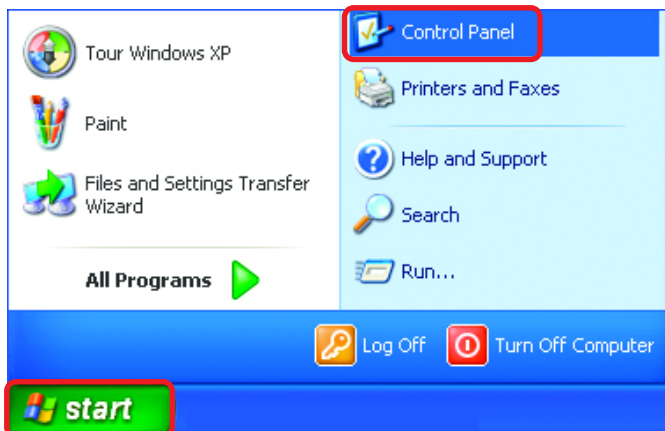 Tour Windows XP
Paint
Files and Settings Transfer
Wizard
All Programs
Control Panel
Printers and Faxes
Help and Support
Search
Run...
Log Off
Turn Off Computer
start